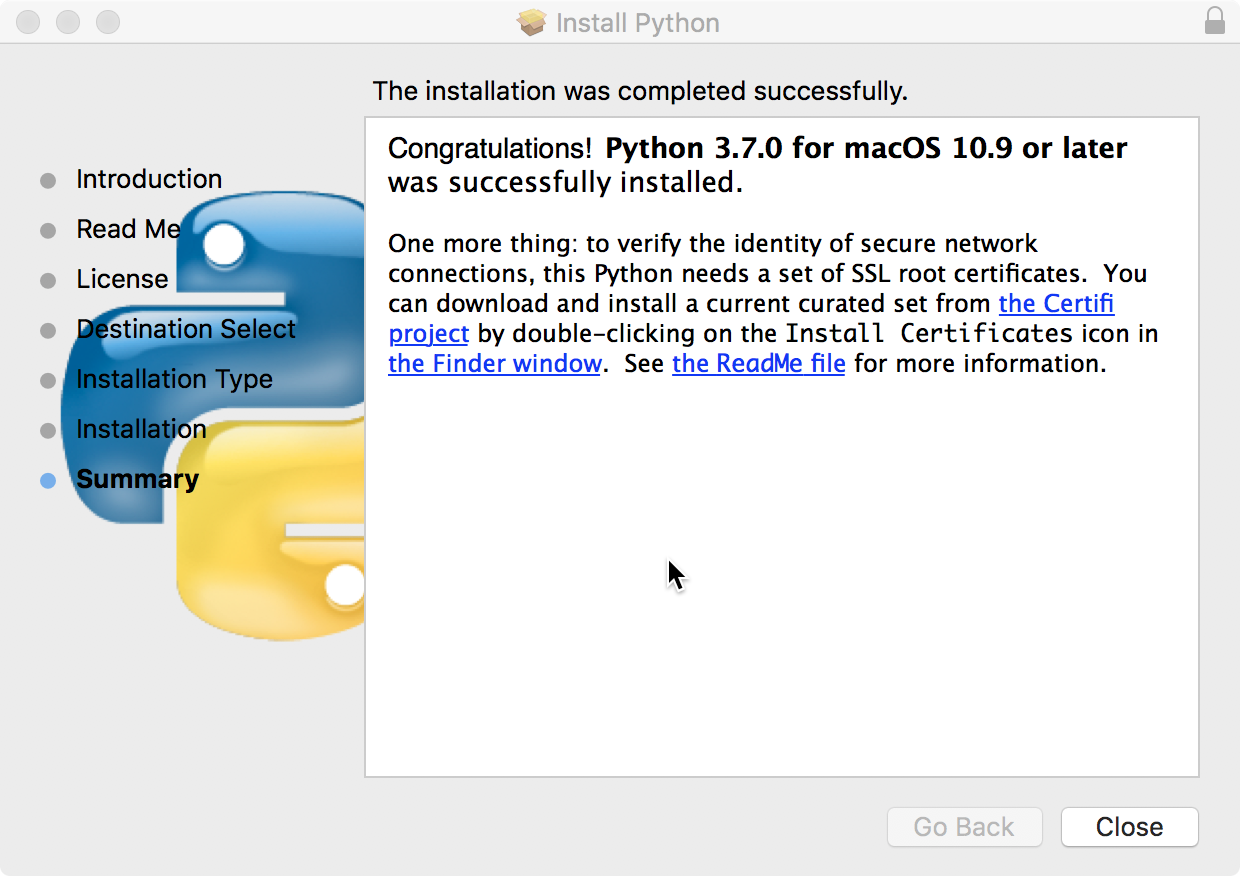 Install Python
The installation was completed successfully.
Introduction
Read Me
License
Destination Select
Installation Type
Installation
Summary
Congratulations! Python 3.7.0 for macOS 10.9 or later
was successfully installed.
One more thing: to verify the identity of secure network
connections, this Python needs a set of SSL root certificates.  You
can download and install a current curated set from the Certifi
project by double-clicking on the Install Certificates icon in
the Finder window.  See the ReadMe file for more information.
Go Back
Close